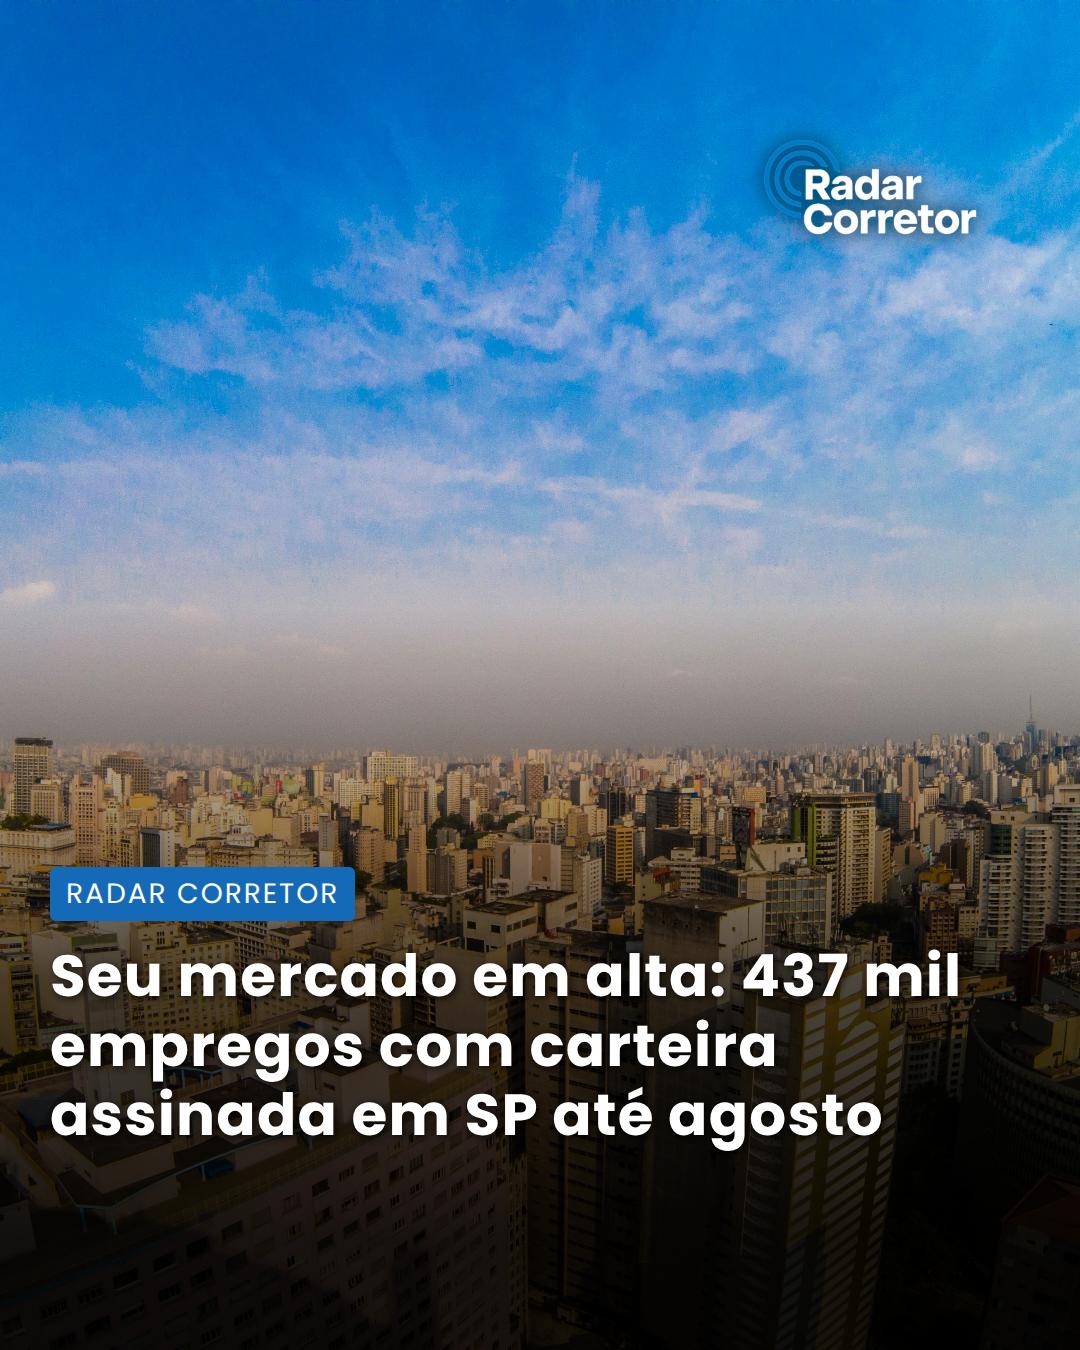 Radar
Corretor
RADAR CORRETOR
Seu mercado em alta: 437 mil
empregos com carteira
assinada em SP até agosto